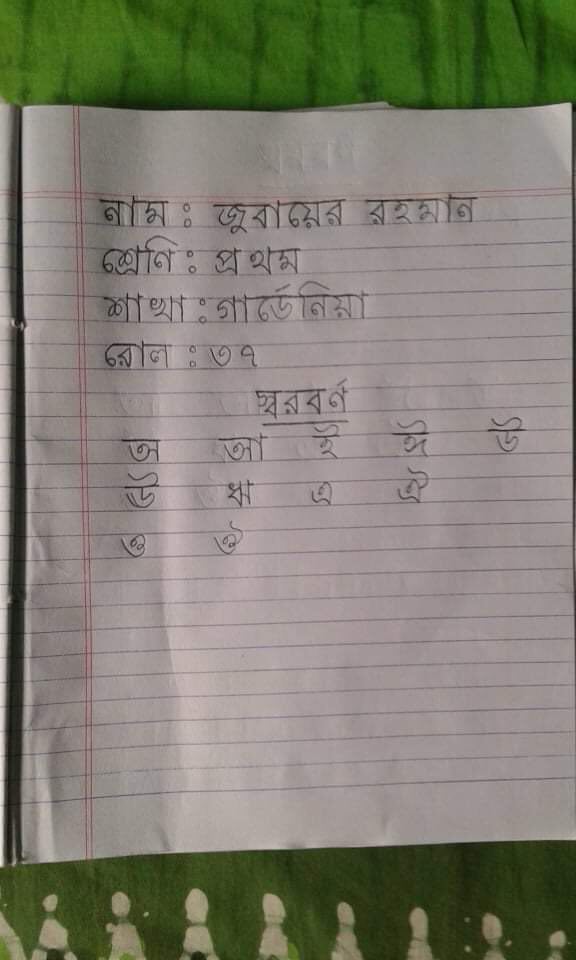 নাম : জুবায়ের রহমান
শ্রেনি : প্রথম
শাখা : গার্ডেনিয়া
রোল : ৩৭
স্বরবর্ন
অ আ ই ঈ উ
ঊ ঋ এ ঐ
ও ঔ